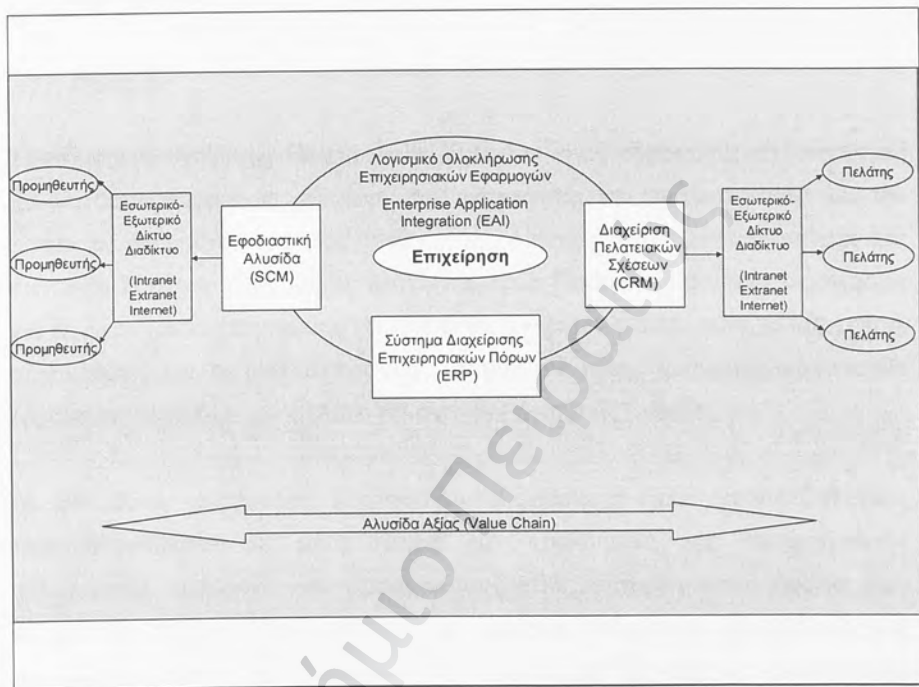 Λογισμικό Ολοκλήρωσης
Επιχειρησιακών Εφαρμογών
Enterprise Application
Integration (EAI)
Επιχείρηση
Προμηθευτής
Προμηθευτής
Προμηθευτής
Εσωτερικό-
Εξωτερικό
Δίκτυο
Διαδίκτυο
(Intranet
Extranet
Internet)
Εφοδιαστική
Αλυσίδα
(SCM)
Σύστημα Διαχείρισης
Επιχειρησιακών Πόρων
(ERP)
Διαχείριση
Πελατειακών
Σχέσεων
(CRM)
Εσωτερικό-
Εξωτερικό
Δίκτυο
Διαδίκτυο
(Intranet
Extranet
Internet)
Πελάτης
Πελάτης
Πελάτης
Αλυσίδα Αξίας (Value Chain)
Πειραιώς